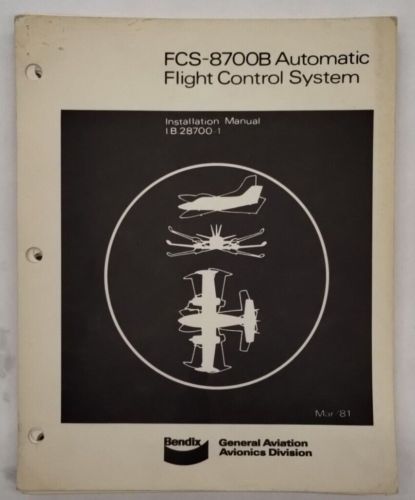 FCS-8700B Automatic
Flight Control System
Installation Manual
I.B.28700-1
Mar/81
Bendix
General Aviation
Avionics Division